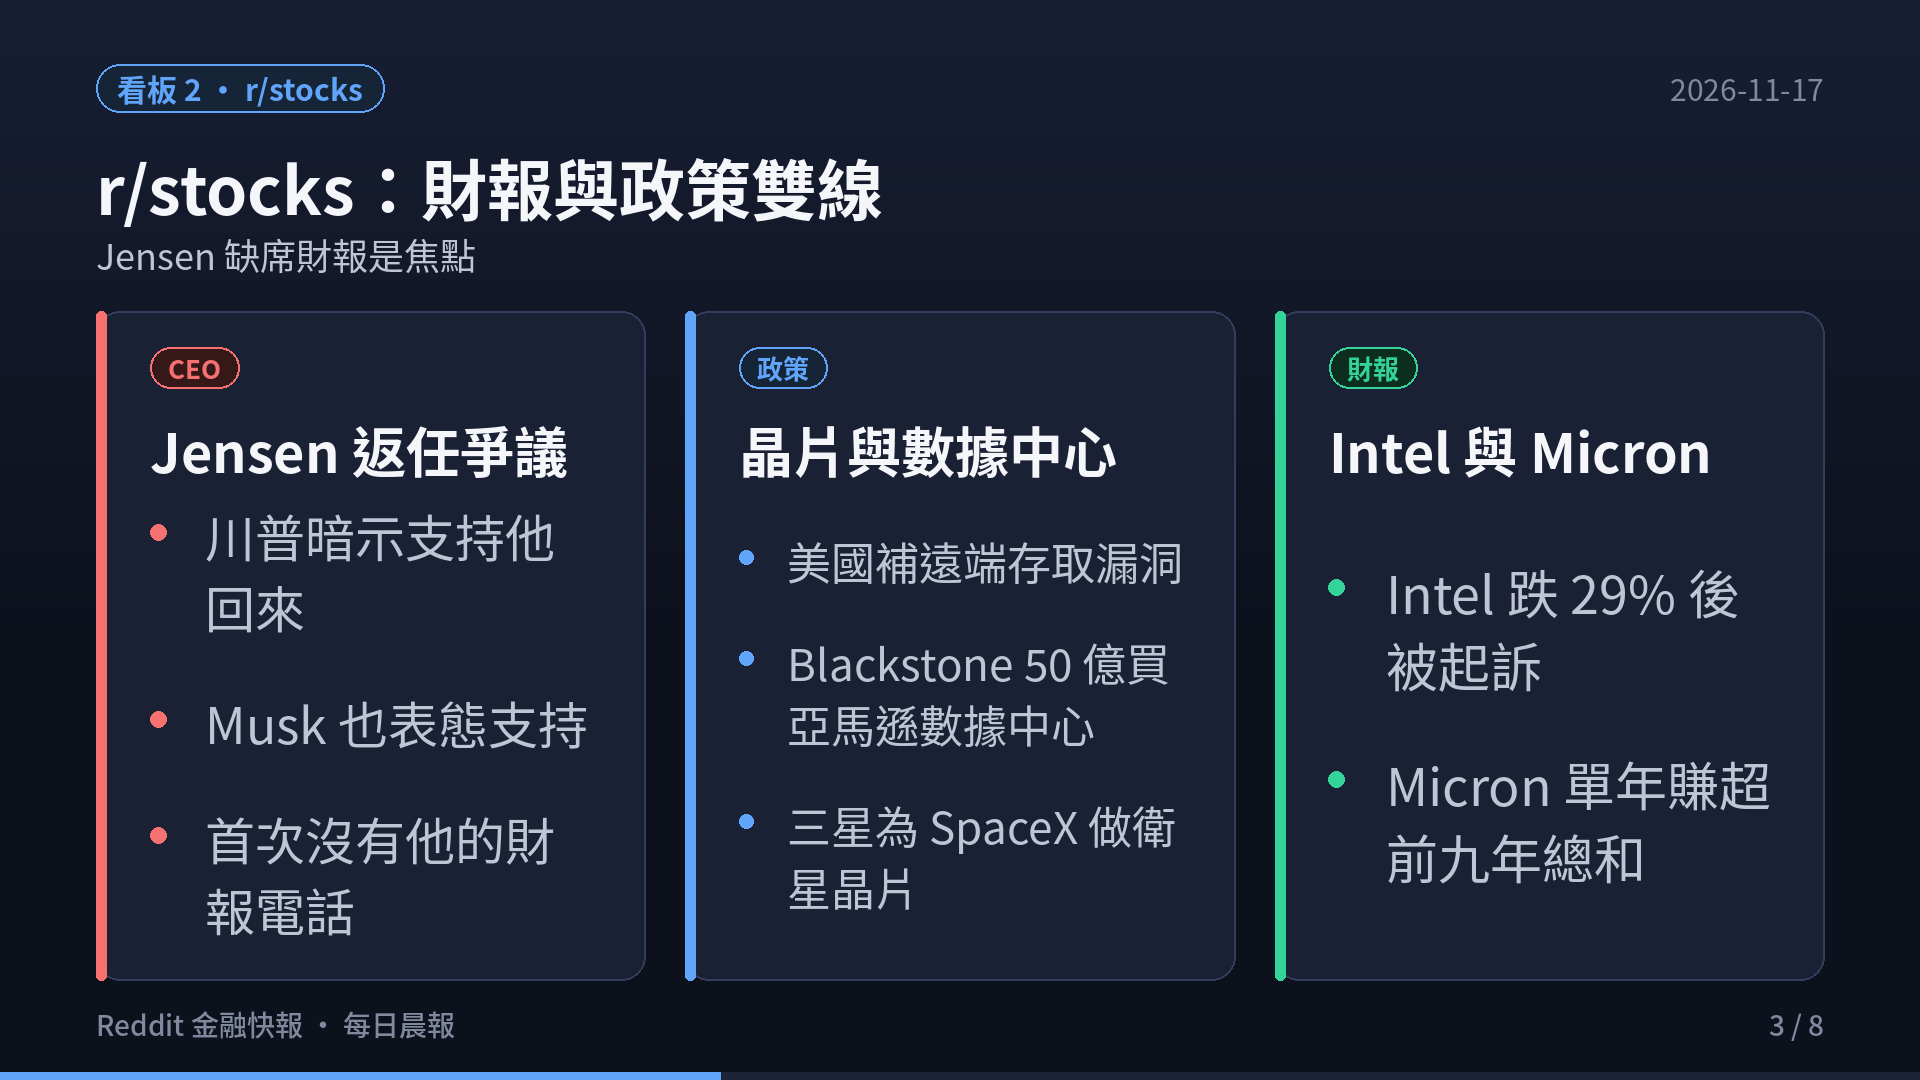 看板 2 · r/stocks
2026-11-17
r/stocks：財報與政策雙線
Jensen 缺席財報是焦點
CEO
Jensen 返任爭議
川普暗示支持他
回來
Musk 也表態支持
首次沒有他的財
報電話
政策
晶片與數據中心
美國補遠端存取漏洞
Blackstone 50 億買
亞馬遜數據中心
三星為 SpaceX 做衛
星晶片
財報
Intel 與 Micron
Intel 跌 29% 後
被起訴
Micron 單年賺超
前九年總和
Reddit 金融快報 · 每日晨報
3 / 8